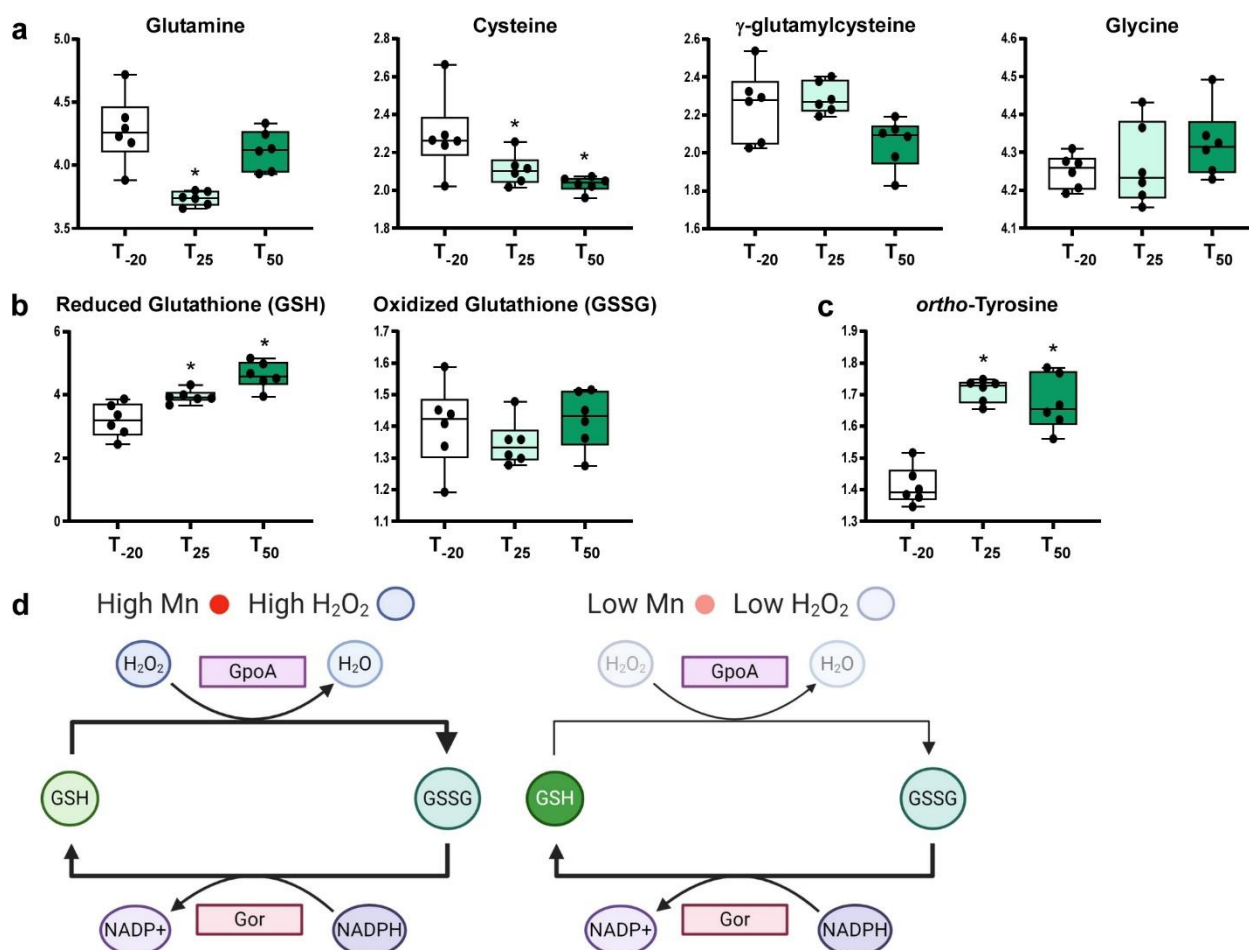 a
Glutamine
5.0
4.5
4.0
3.5
T-20
T25
*
T50
Cysteine
2.8
2.6
2.4
2.2
2.0
1.8
T-20
T25
*
T50
*
γ-glutamylcysteine
2.6
2.4
2.2
2.0
1.8
1.6
T-20
T25
T50
Glycine
4.6
4.5
4.4
4.3
4.2
4.1
T-20
T25
T50
b
Reduced Glutathione (GSH)
6
4
2
0
T-20
T25
*
T50
*
Oxidized Glutathione (GSSG)
1.7
1.6
1.5
1.4
1.3
1.2
1.1
T-20
T25
T50
c
ortho-Tyrosine
1.9
1.8
1.7
1.6
1.5
1.4
1.3
T-20
T25
*
T50
*
d
High Mn High H2O2
H2O2
GpoA
H2O
GSH
GSSG
NADP+
Gor
NADPH
Low Mn Low H2O2
H2O2
GpoA
H2O
GSH
GSSG
NADP+
Gor
NADPH